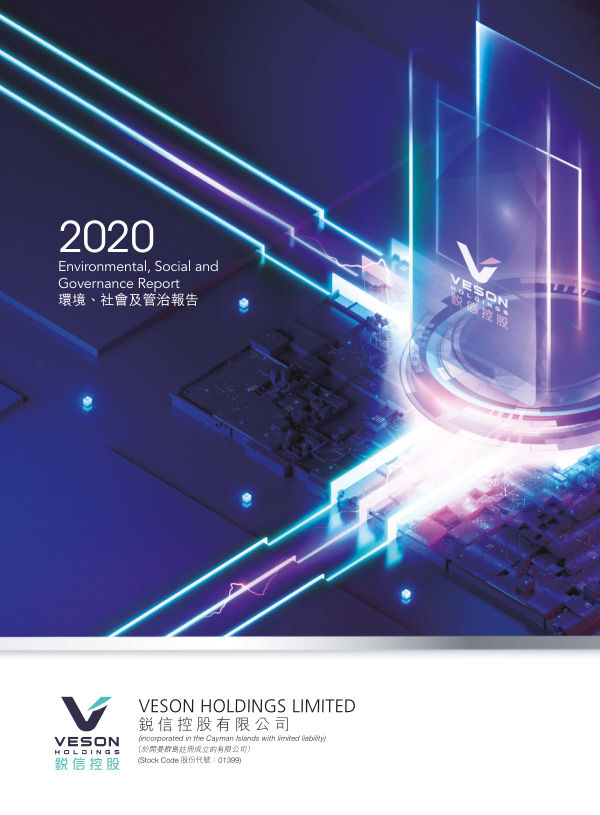 2020
Environmental, Social and
Governance Report
環境、社會及管治報告
VESON
HOLDINGS
鋭信控股
VESON
HOLDINGS
鋭信控股
VESON HOLDINGS LIMITED
鋭信控股有限公司
(incorporated in the Cayman Islands with limited liability)
(於開曼群島註冊成立的有限公司)
(Stock Code 股份代號：01399)